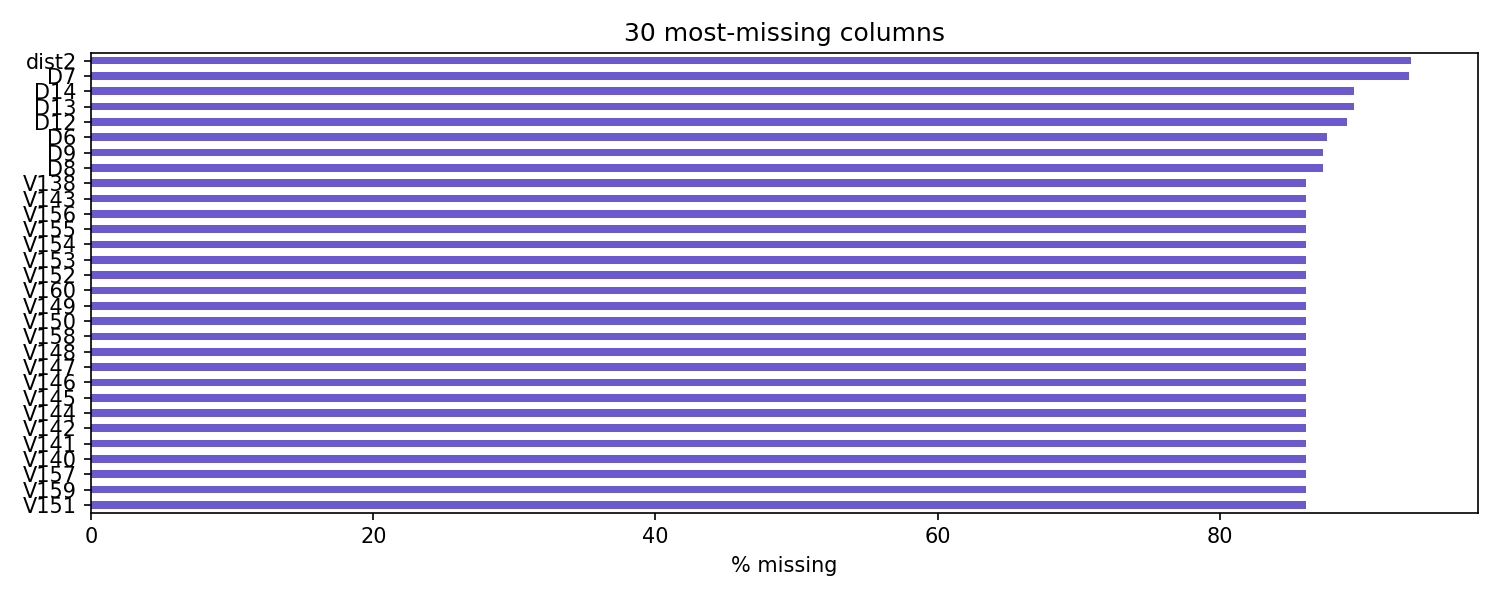 30 most-missing columns
dist2
D7
D14
D13
D12
D6
D9
D8
V138
V143
V156
V155
V154
V153
V152
V160
V149
V150
V158
V148
V147
V146
V145
V144
V142
V141
V140
V157
V159
V151
0 20 40 60 80
% missing